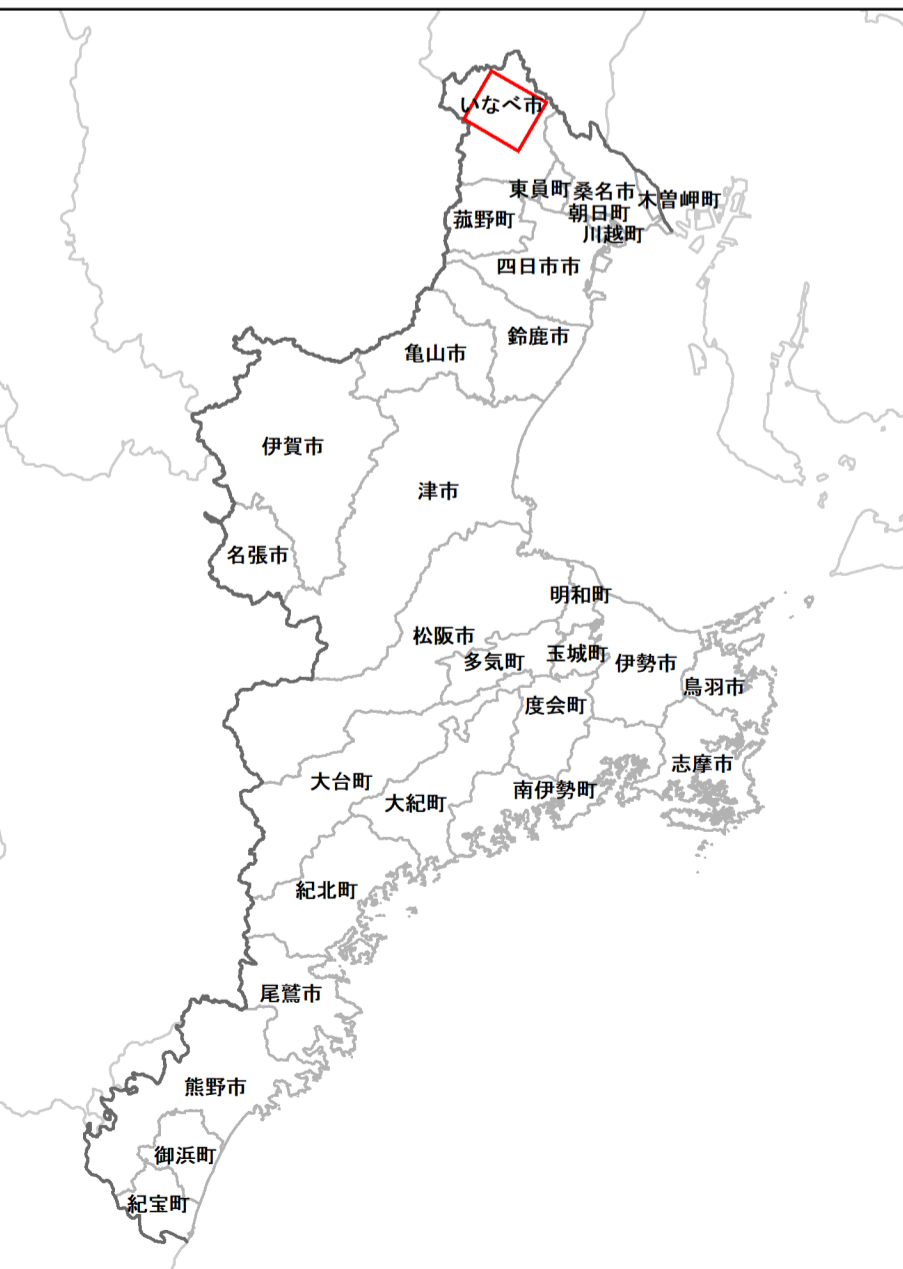 いなべ市
東員町
桑名市
木曽岬町
朝日町
菰野町
川越町
四日市市
鈴鹿市
亀山市
伊賀市
津市
名張市
明和町
松阪市
玉城町
多気町
伊勢市
鳥羽市
度会町
志摩市
大台町
南伊勢町
大紀町
紀北町
尾鷲市
熊野市
御浜町
紀宝町